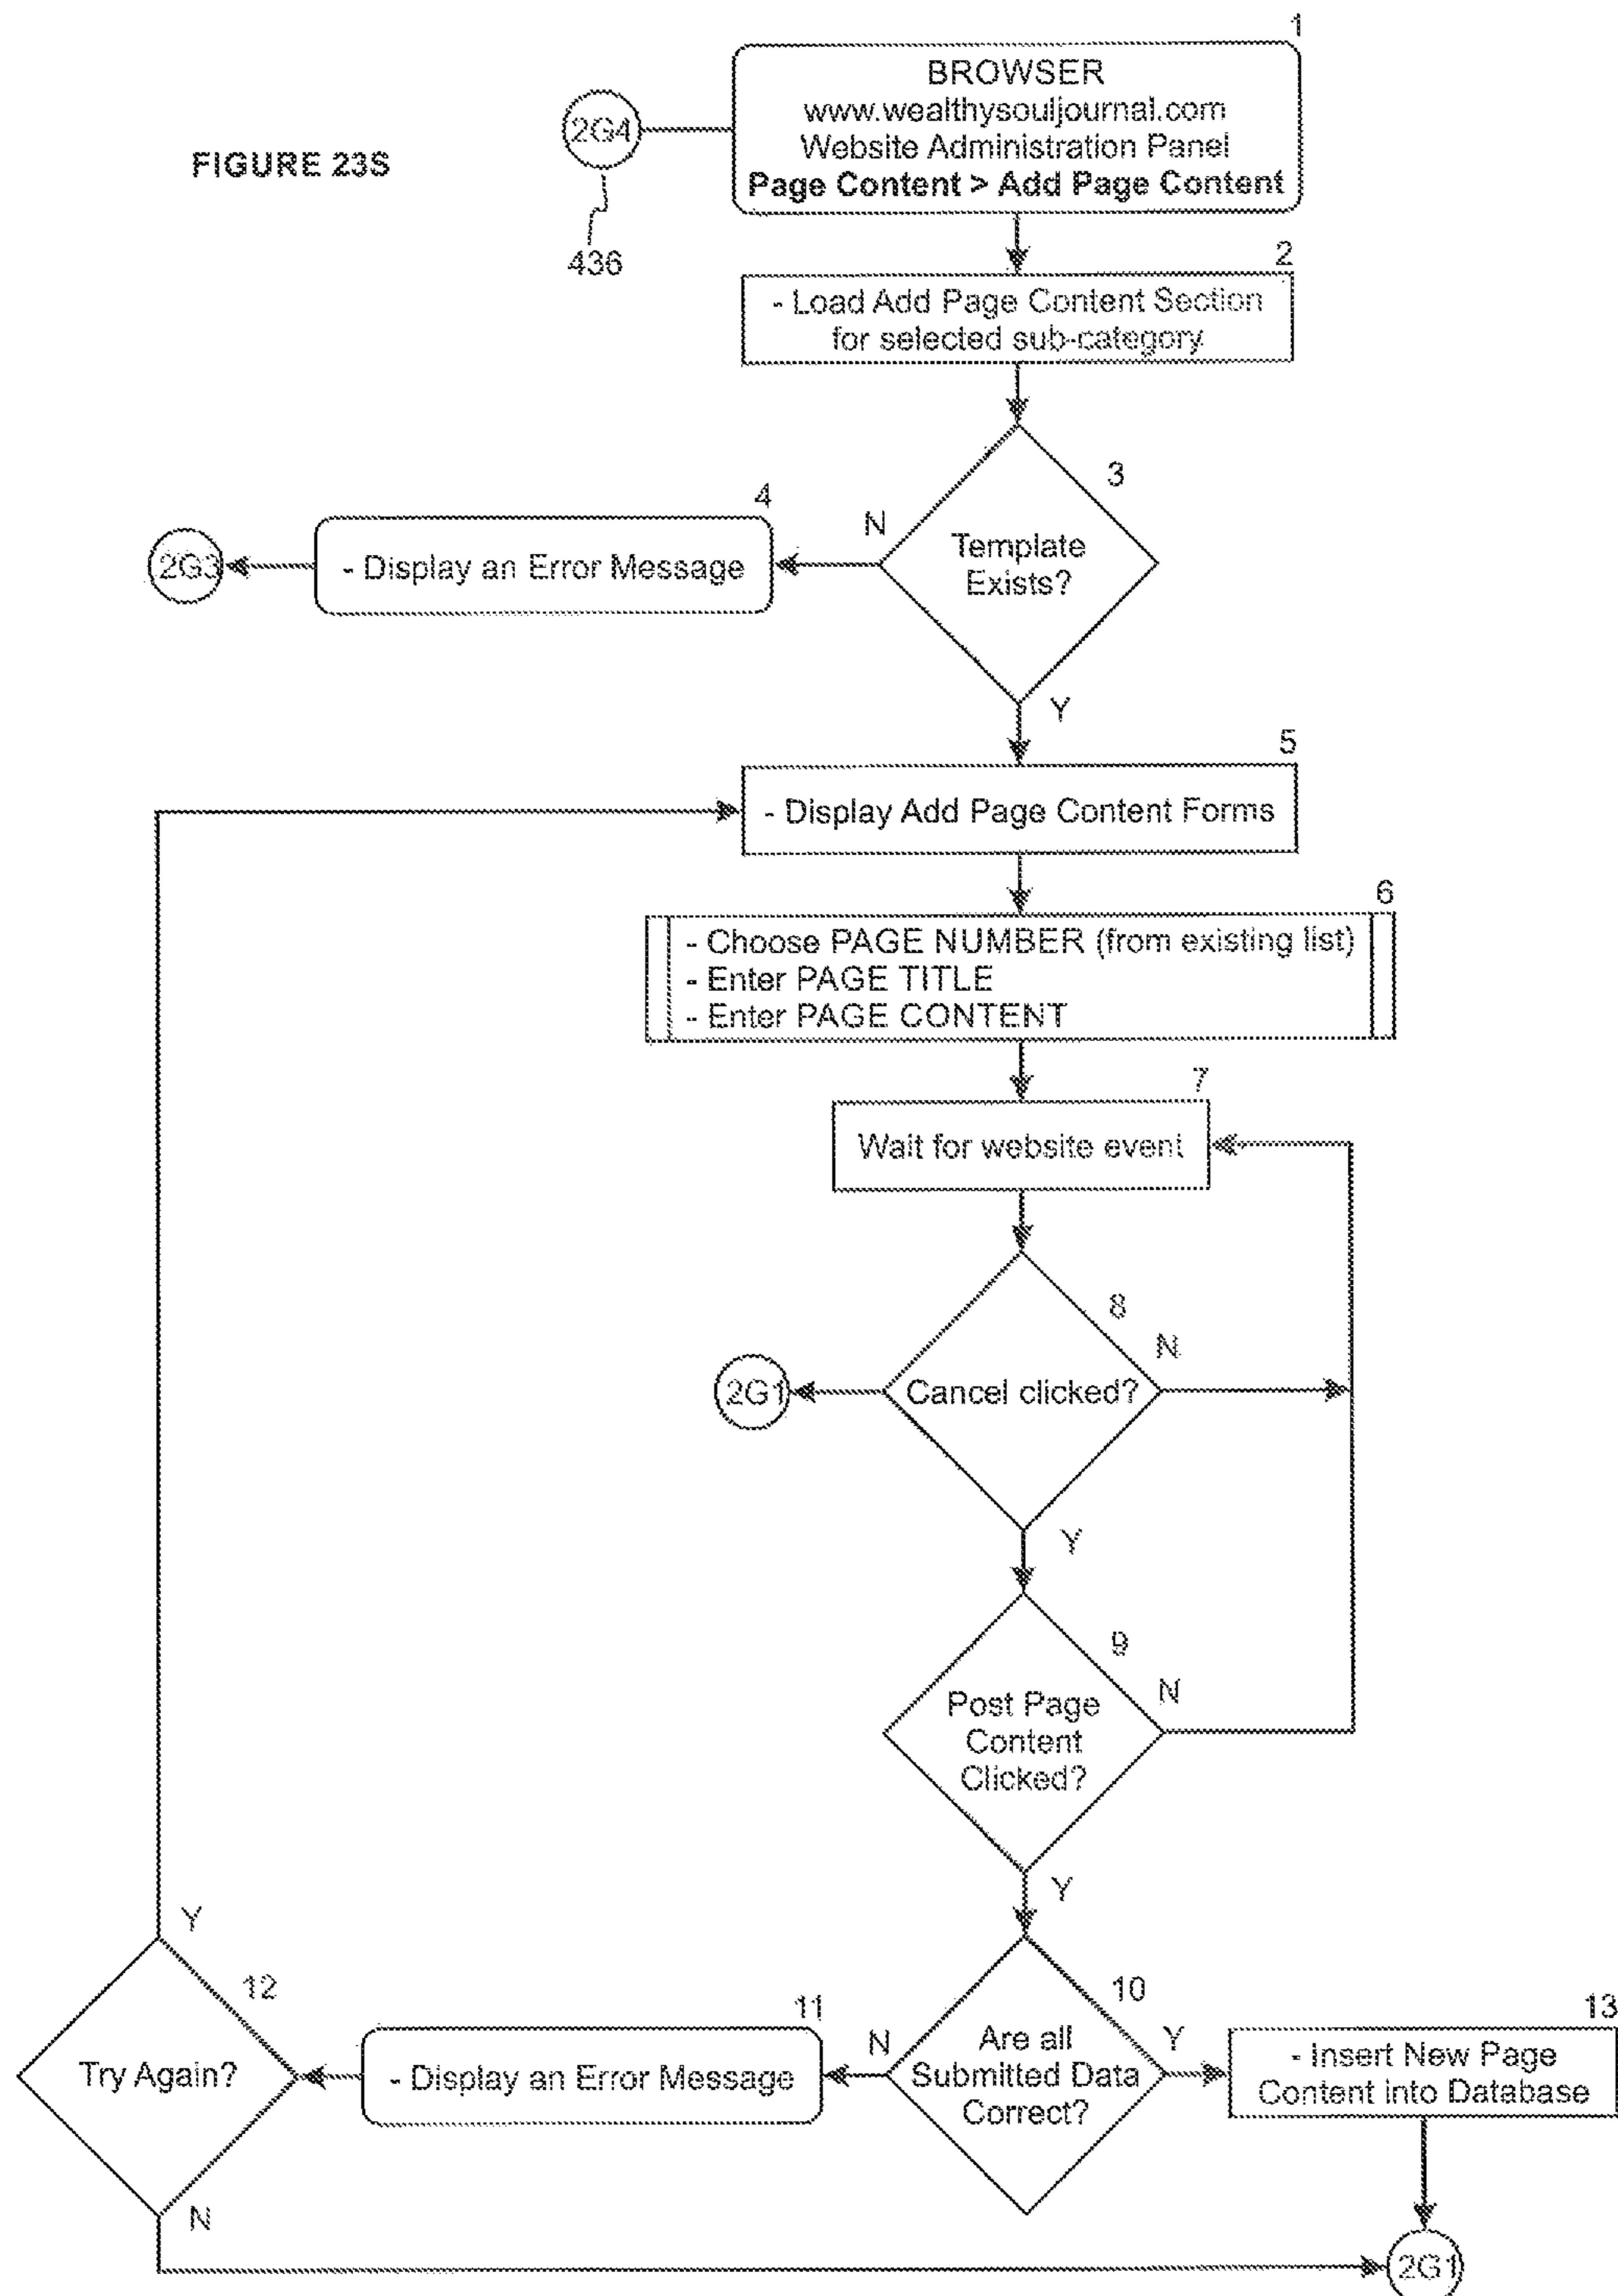 1
BROWSER
www.wealthysouljournal.com
Website Administration Panel
Page Content > Add Page Content
2G4
FIGURE 23S
436
2
- Load Add Page Content Section
for selected sub-category
3
Template
Exists?
N
4
- Display an Error Message
2G3
Y
5
- Display Add Page Content Forms
6
- Choose PAGE NUMBER (from existing list)
- Enter PAGE TITLE
- Enter PAGE CONTENT
7
Wait for website event
8
N
Cancel clicked?
2G1
Y
9
N
Post Page
Content
Clicked?
Y
Y
12
Try Again?
11
- Display an Error Message
N
10
Are all
Submitted Data
Correct?
Y
13
- Insert New Page
Content into Database
N
2G1